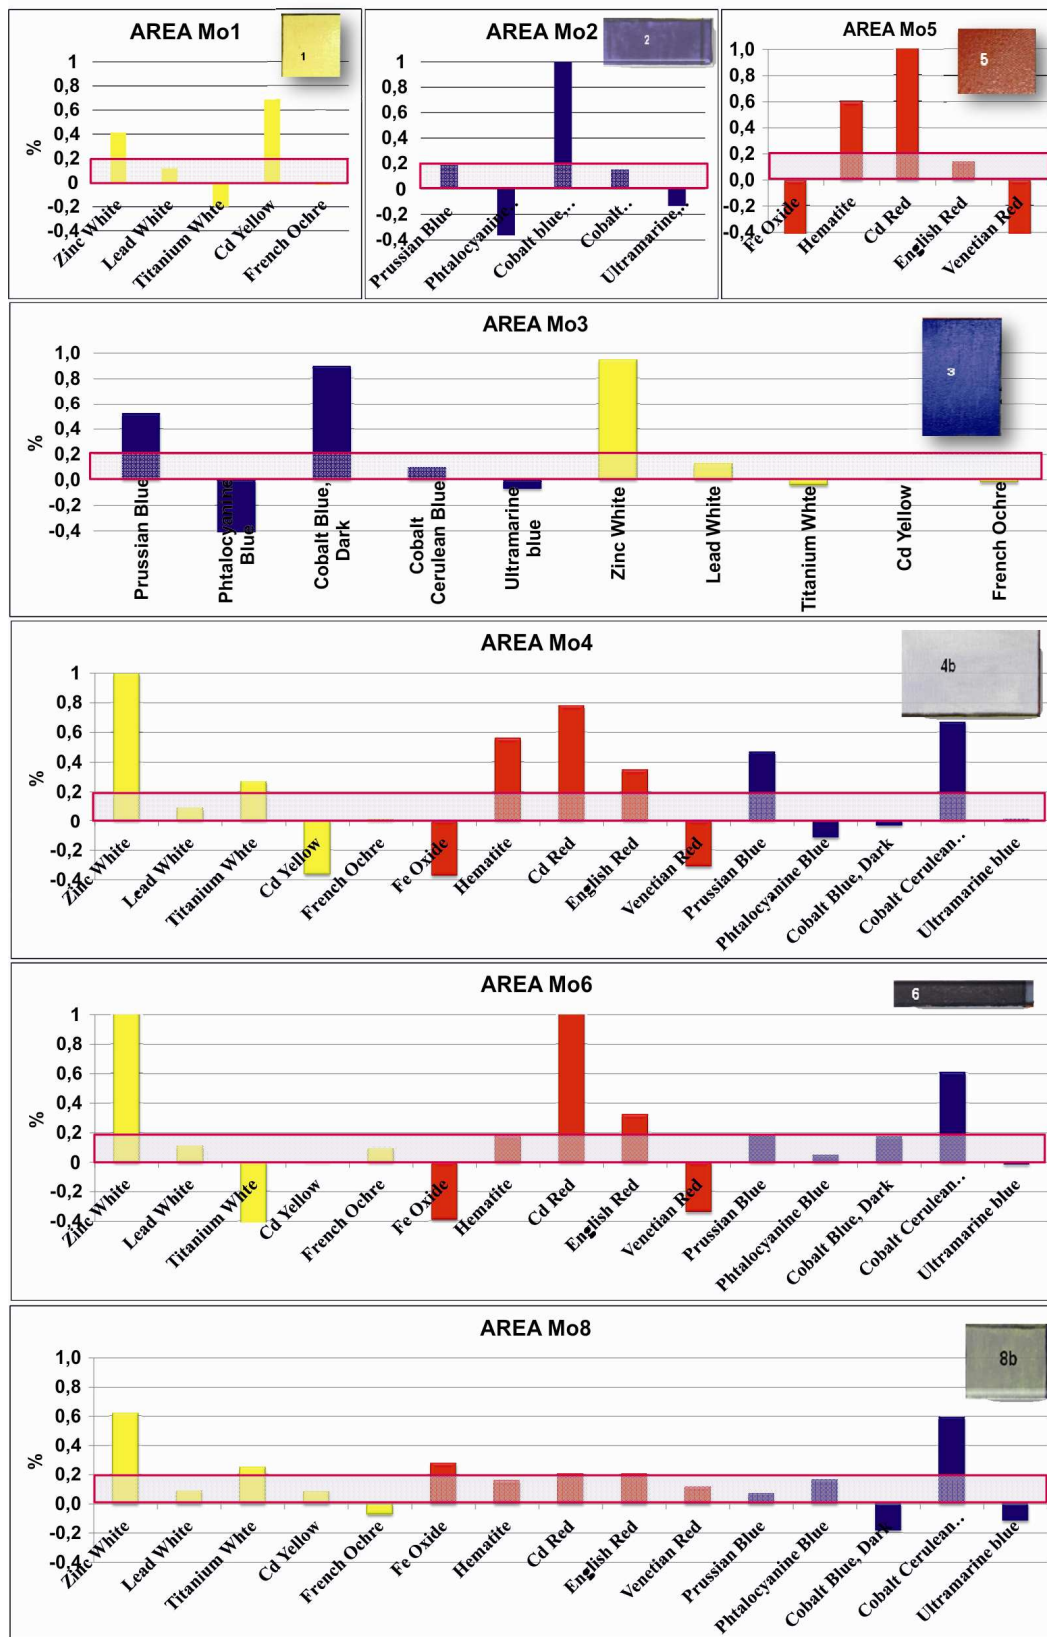 AREA Mo1
1
%
1
0,8
0,6
0,4
0,2
0
-0,2
-0,4
Zinc White
Lead White
Titanium Whte
Cd Yellow
French Ochre
AREA Mo2
2
1
0,8
0,6
0,4
0,2
0
-0,2
-0,4
Prussian Blue
Phtalocyanine...
Cobalt blue,...
Cobalt...
Ultramarine,...
AREA Mo5
5
1,0
0,8
0,6
0,4
0,2
0,0
-0,2
-0,4
Fe Oxide
Hematite
Cd Red
English Red
Venetian Red
AREA Mo3
3
%
1,0
0,8
0,6
0,4
0,2
0,0
-0,2
-0,4
Prussian Blue
Phtalocyanine
Blue
Cobalt Blue,
Dark
Cobalt
Cerulean Blue
Ultramarine
blue
Zinc White
Lead White
Titanium Whte
Cd Yellow
French Ochre
AREA Mo4
4b
%
1
0,8
0,6
0,4
0,2
0
-0,2
-0,4
Zinc White
Lead White
Titanium Whte
Cd Yellow
French Ochre
Fe Oxide
Hematite
Cd Red
English Red
Venetian Red
Prussian Blue
Phtalocyanine Blue
Cobalt Blue, Dark
Cobalt Cerulean...
Ultramarine blue
AREA Mo6
6
%
1
0,8
0,6
0,4
0,2
0
-0,2
-0,4
Zinc White
Lead White
Titanium Whte
Cd Yellow
French Ochre
Fe Oxide
Hematite
Cd Red
English Red
Venetian Red
Prussian Blue
Phtalocyanine Blue
Cobalt Blue, Dark
Cobalt Cerulean...
Ultramarine blue
AREA Mo8
8b
%
1,0
0,8
0,6
0,4
0,2
0,0
-0,2
-0,4
Zinc White
Lead White
Titanium Whte
Cd Yellow
French Ochre
Fe Oxide
Hematite
Cd Red
English Red
Venetian Red
Prussian Blue
Phtalocyanine Blue
Cobalt Blue, Dark
Cobalt Cerulean...
Ultramarine blue